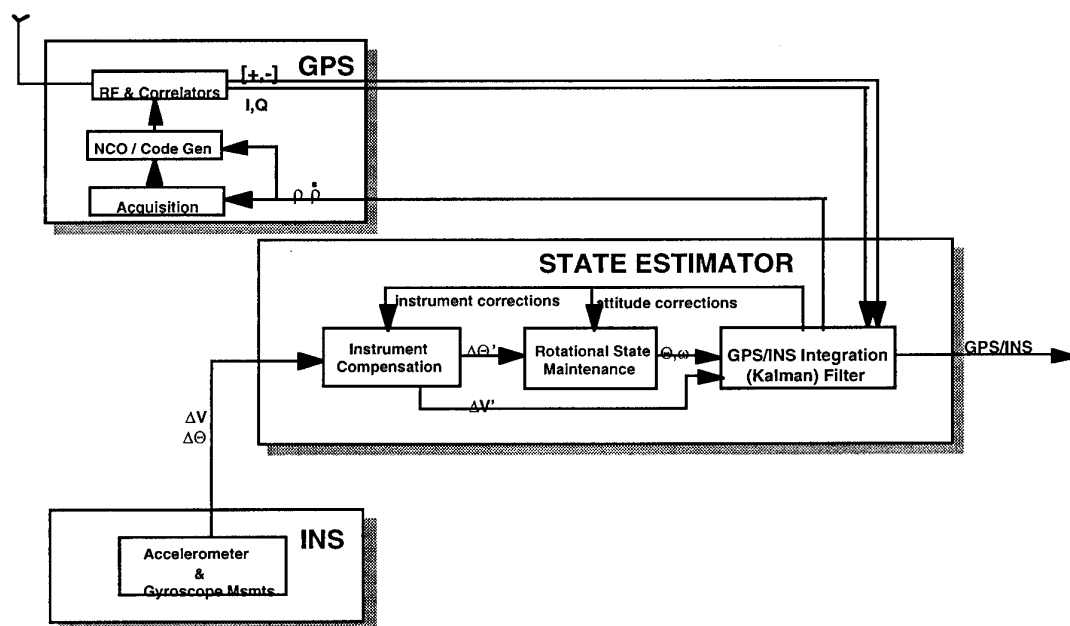 GPS
[+,-]
RF & Correlators
I,Q
NCO / Code Gen
ρ ρ̇
Acquisition
STATE ESTIMATOR
instrument corrections
attitude corrections
Instrument
Compensation
ΔΘ'
Rotational State
Maintenance
Θ,ω
GPS/INS Integration
(Kalman) Filter
GPS/INS
ΔV'
ΔV
ΔΘ
INS
Accelerometer
&
Gyroscope Msmts